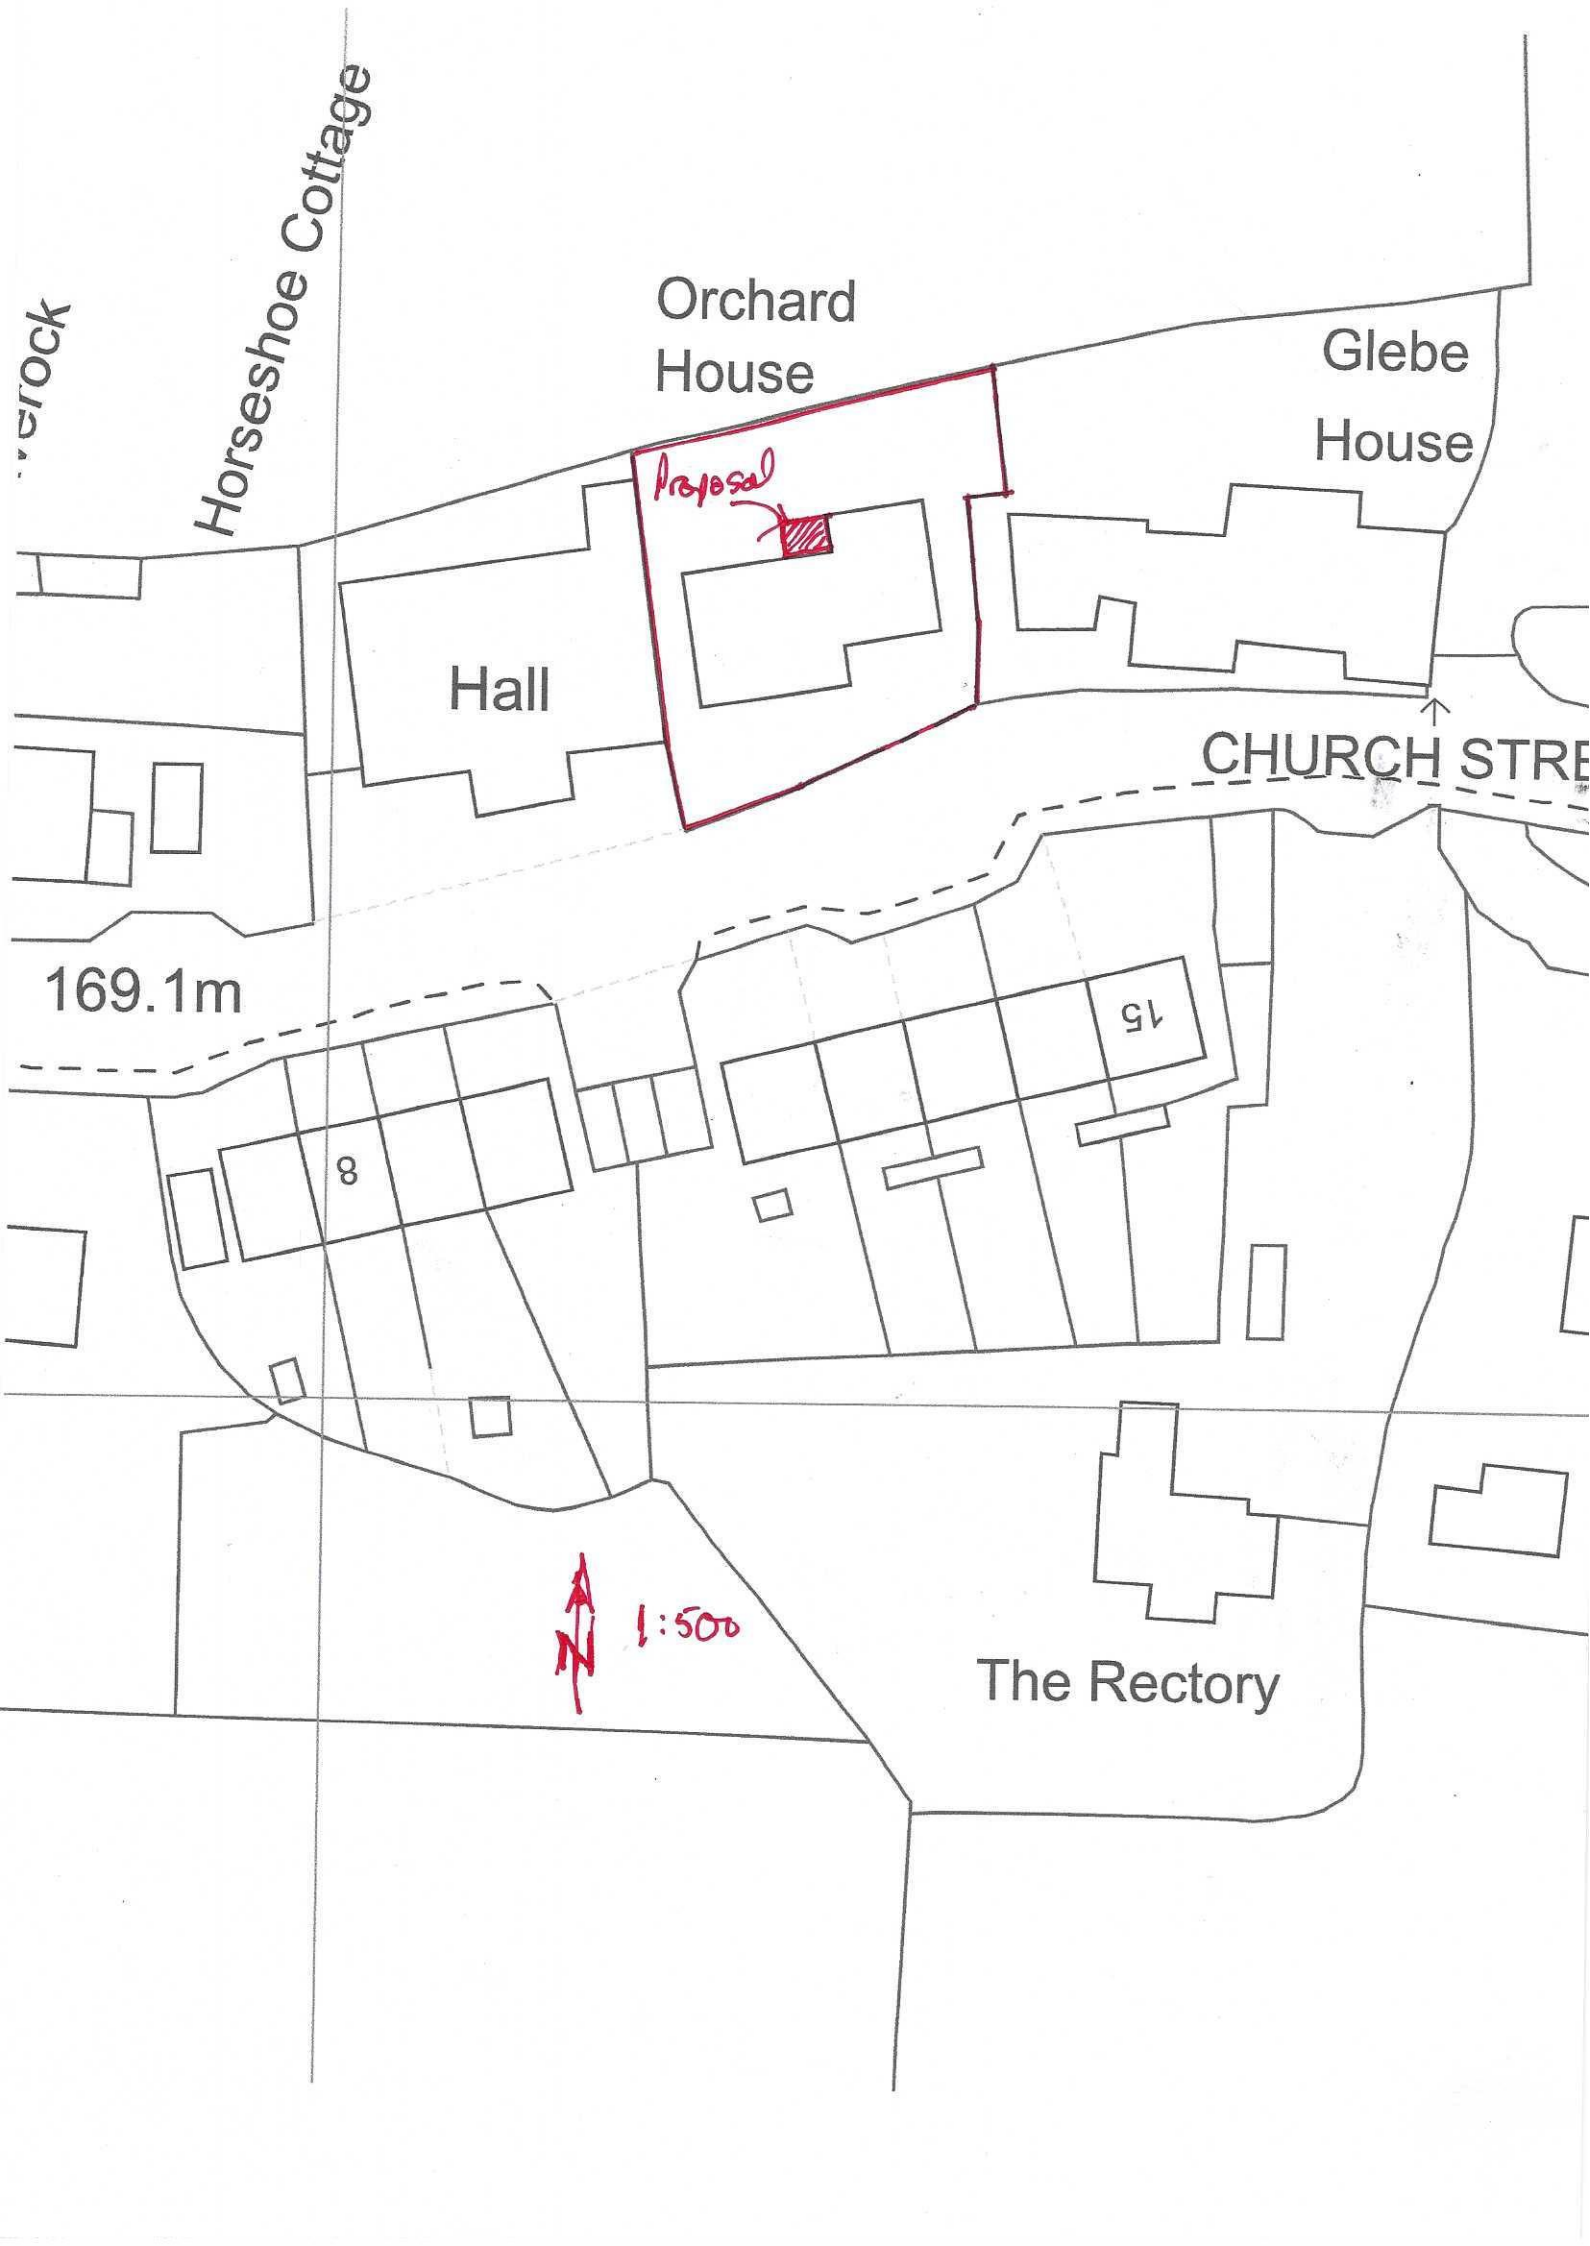 Horseshoe Cottage
Orchard
House
Glebe
House
Proposal
Hall
CHURCH STRE
169.1m
15
8
N
1:500
The Rectory